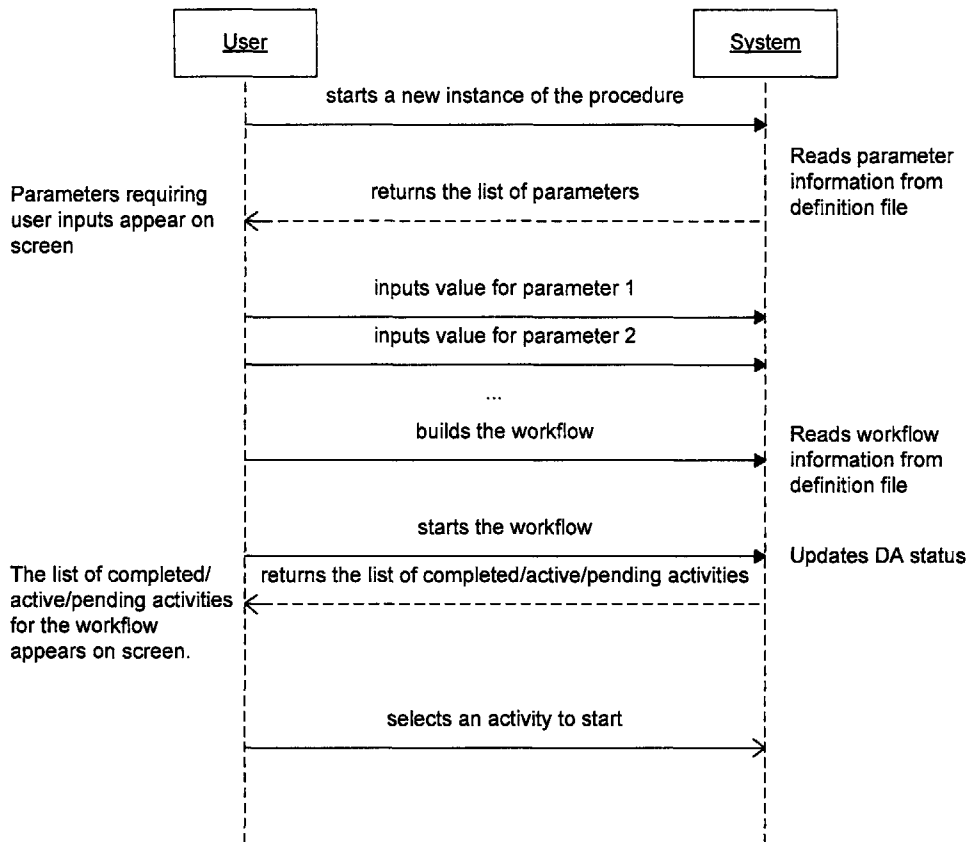 User
System
starts a new instance of the procedure
Reads parameter
information from
definition file
Parameters requiring
user inputs appear on
screen
returns the list of parameters
inputs value for parameter 1
inputs value for parameter 2
...
builds the workflow
Reads workflow
information from
definition file
starts the workflow
Updates DA status
The list of completed/
active/pending activities
for the workflow
appears on screen.
returns the list of completed/active/pending activities
selects an activity to start